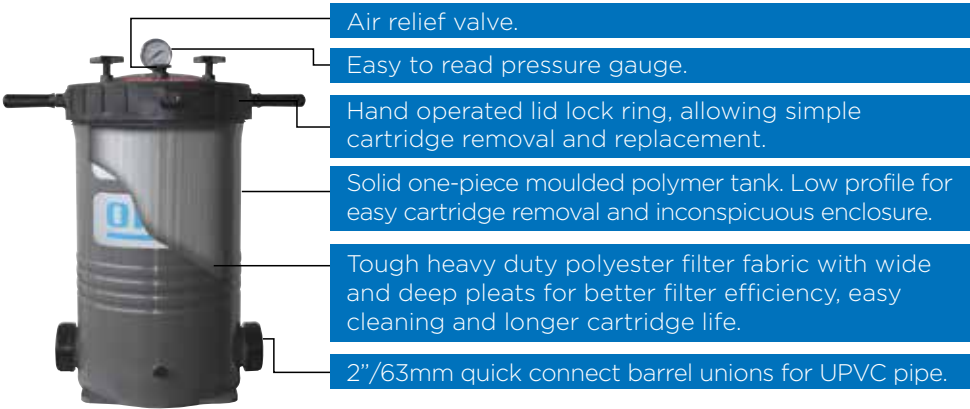 Air relief valve.
Easy to read pressure gauge.
Hand operated lid lock ring, allowing simple
cartridge removal and replacement.
Solid one-piece moulded polymer tank. Low profile for
easy cartridge removal and inconspicuous enclosure.
Tough heavy duty polyester filter fabric with wide
and deep pleats for better filter efficiency, easy
cleaning and longer cartridge life.
2”/63mm quick connect barrel unions for UPVC pipe.